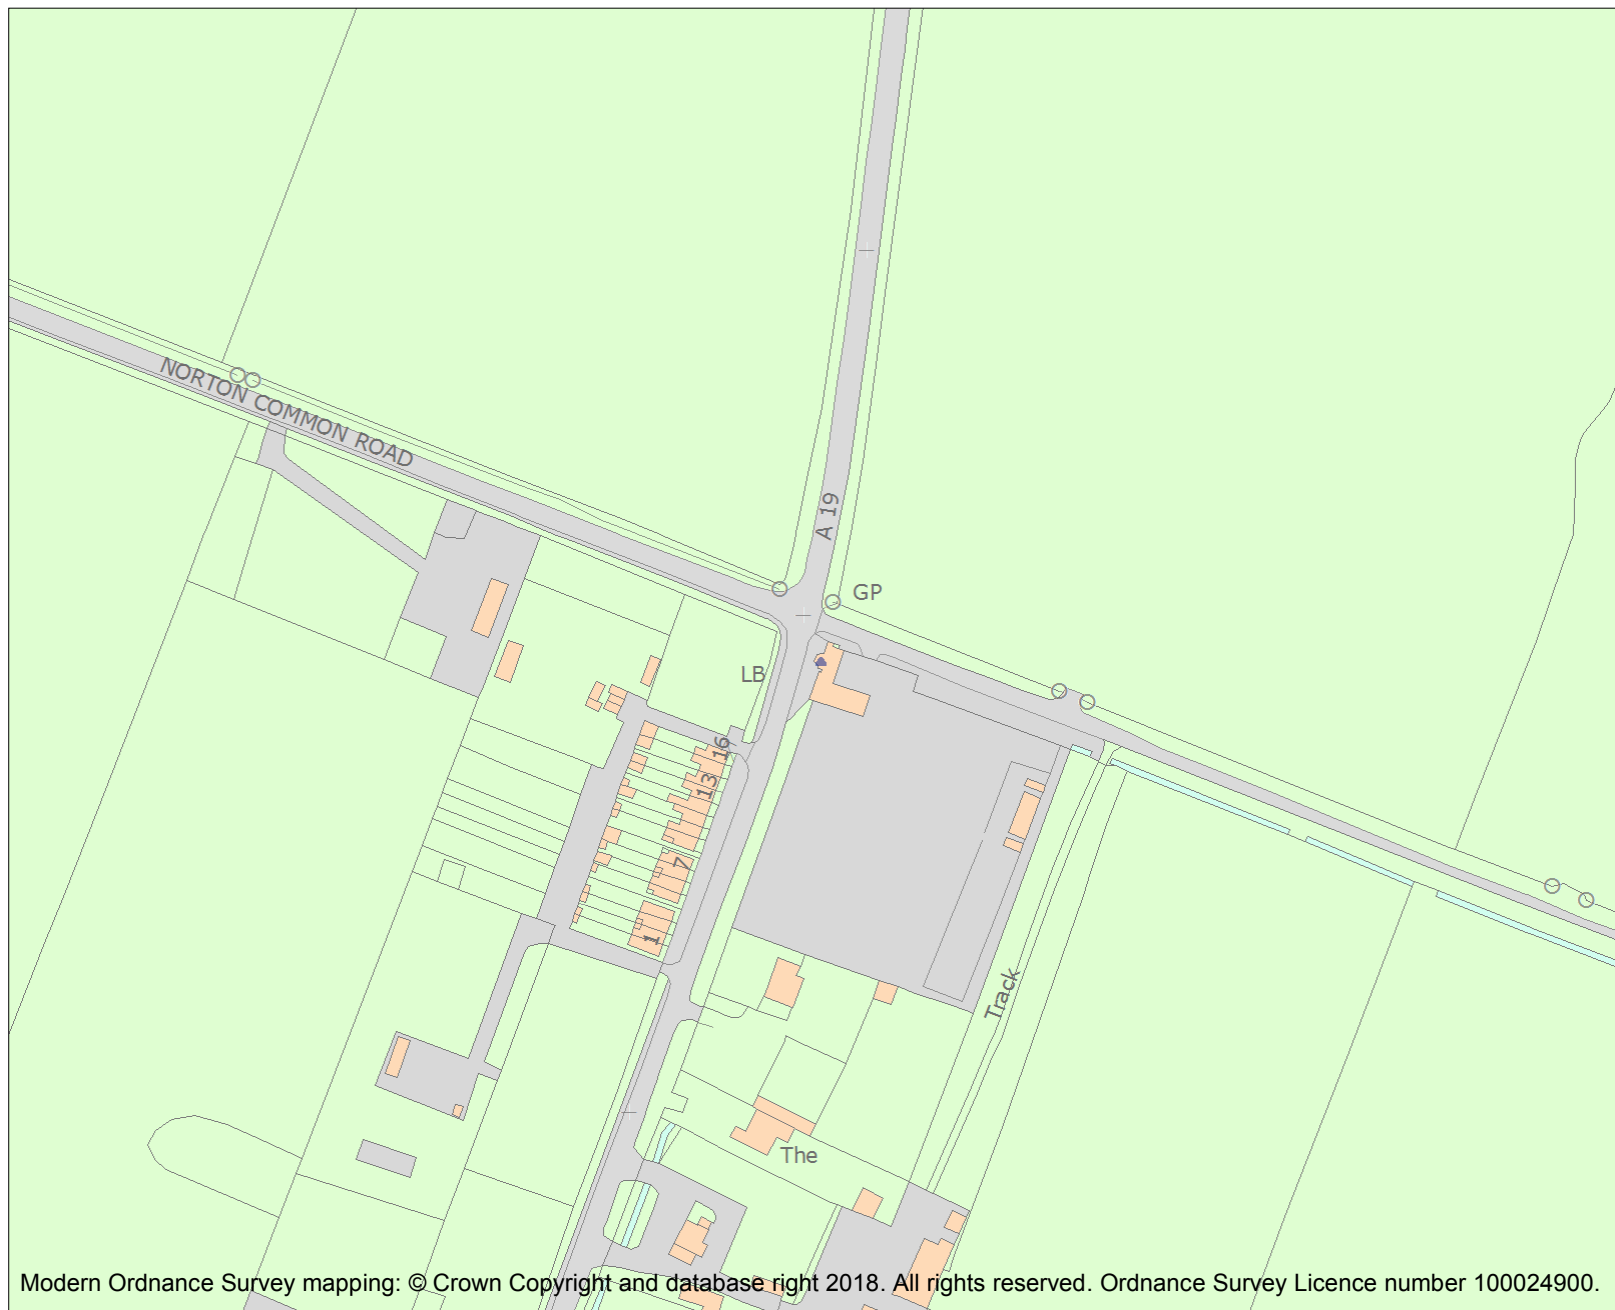 NORTON COMMON ROAD
A 19
GP
LB
16
13
7
1
Track
The
Modern Ordnance Survey mapping: © Crown Copyright and database right 2018. All rights reserved. Ordnance Survey Licence number 100024900.